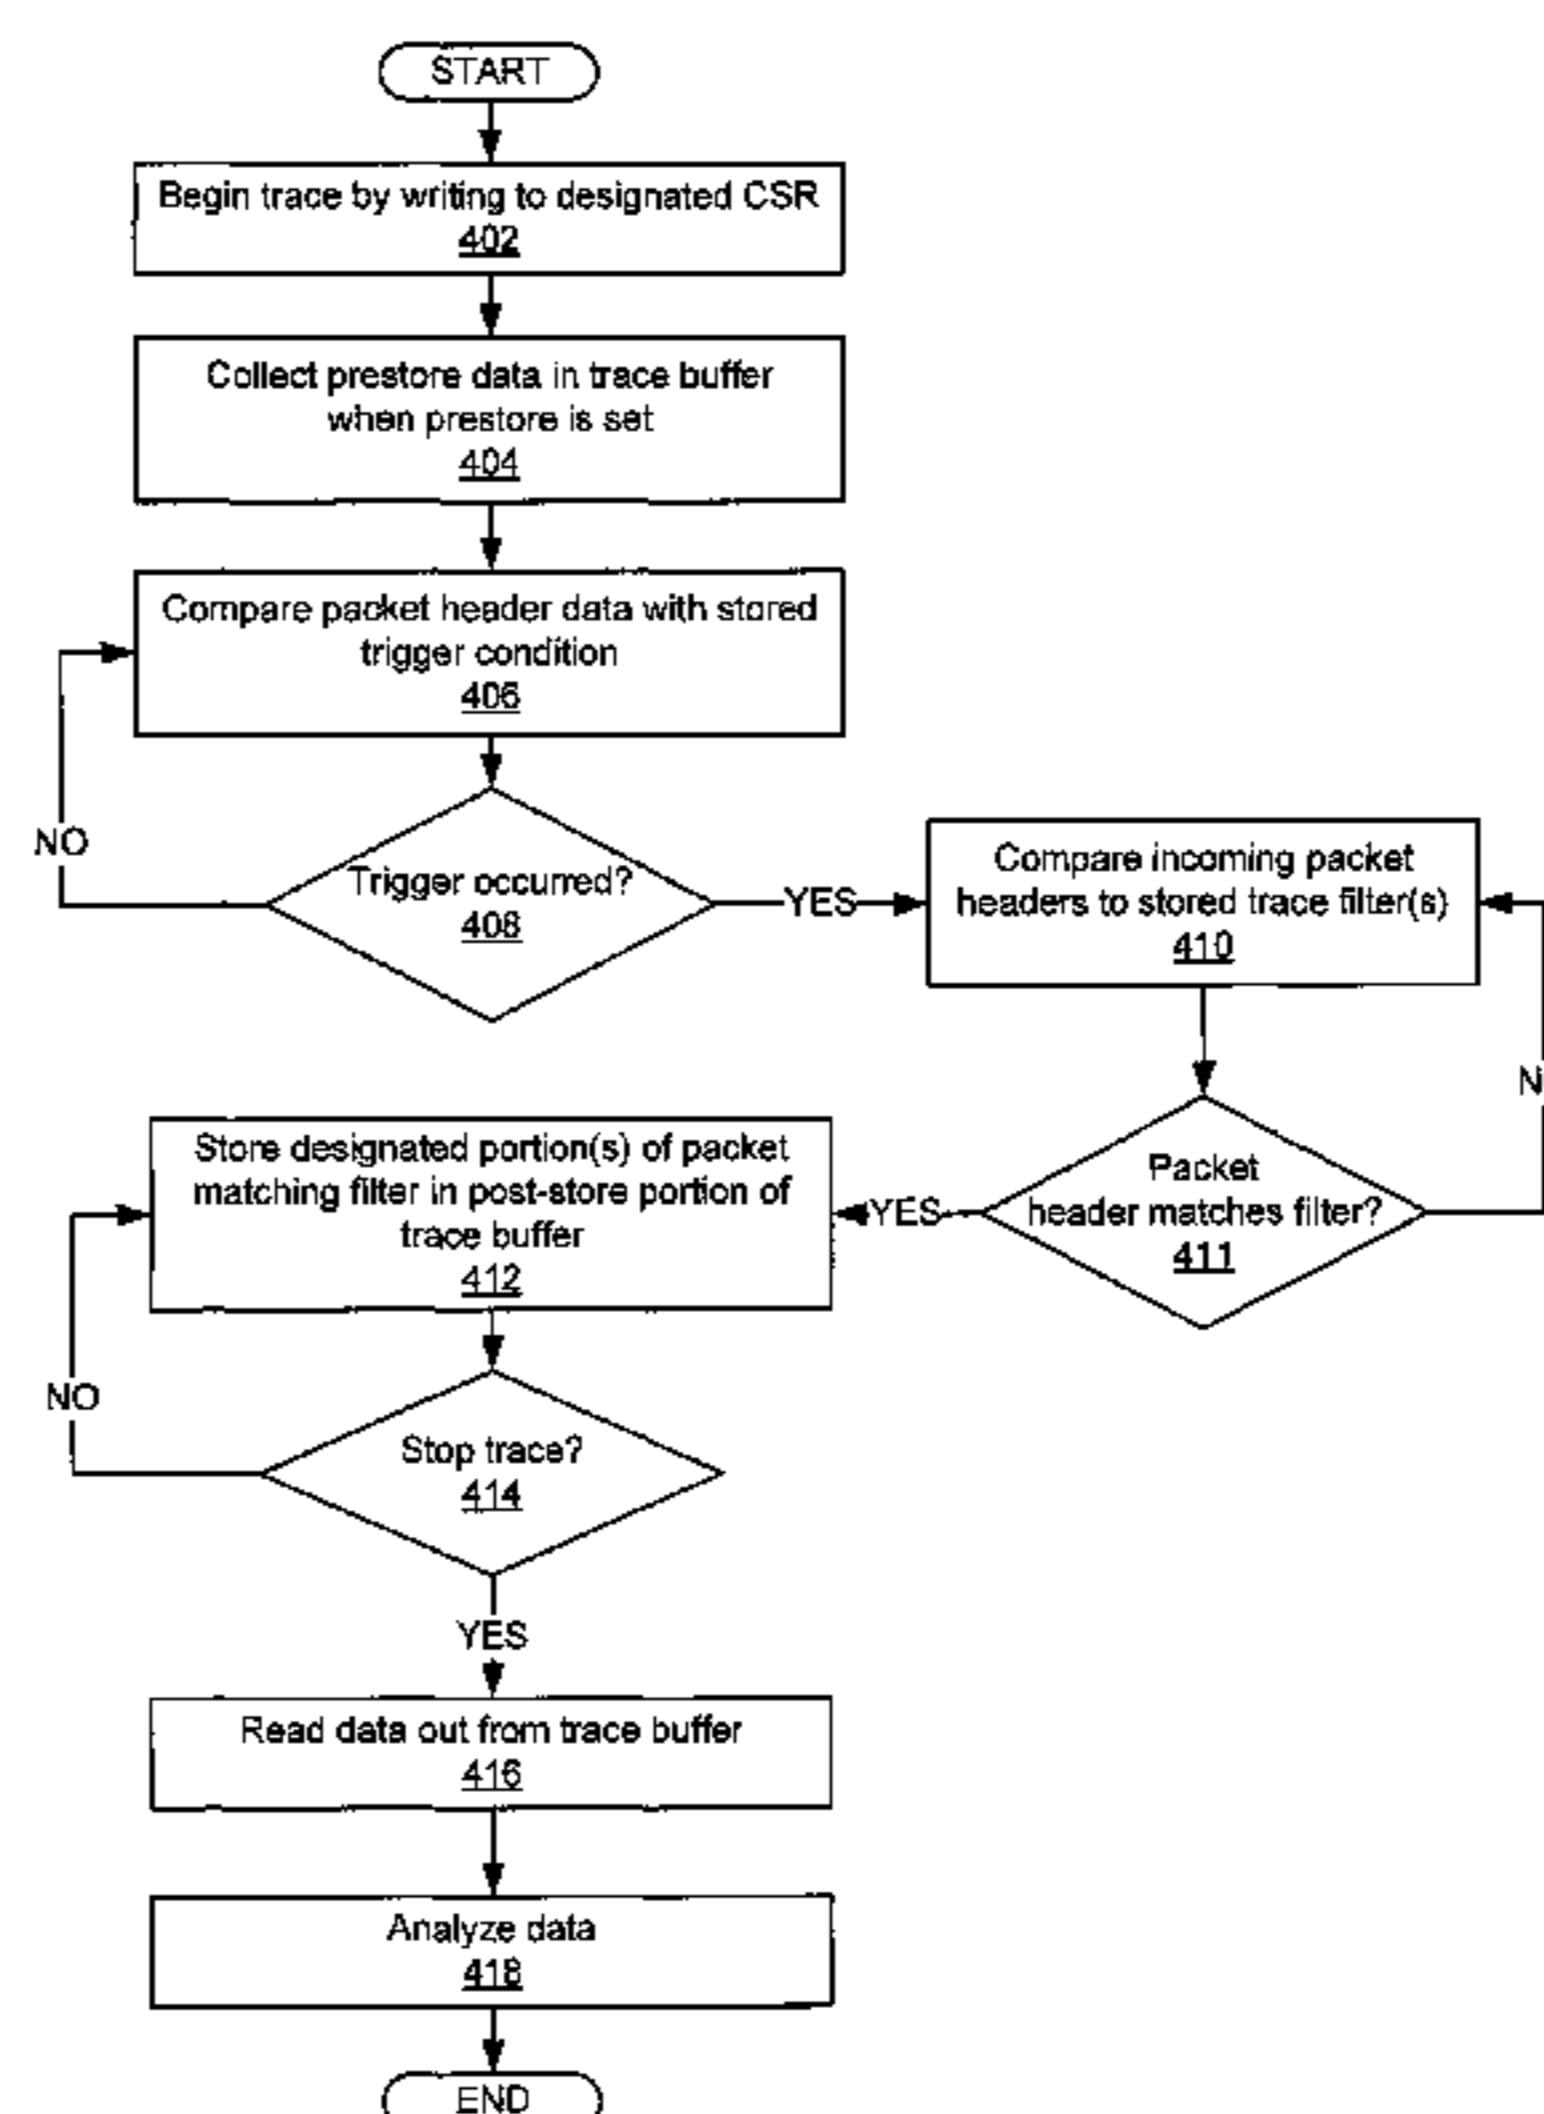 START
Begin trace by writing to designated CSR
402
Collect prestore data in trace buffer
when prestore is set
404
Compare packet header data with stored
trigger condition
406
NO
Trigger occurred?
408
YES
Compare incoming packet
headers to stored trace filter(s)
410
Packet
header matches filter?
411
YES
Store designated portion(s) of packet
matching filter in post-store portion of
trace buffer
412
NO
Stop trace?
414
YES
Read data out from trace buffer
416
Analyze data
418
END